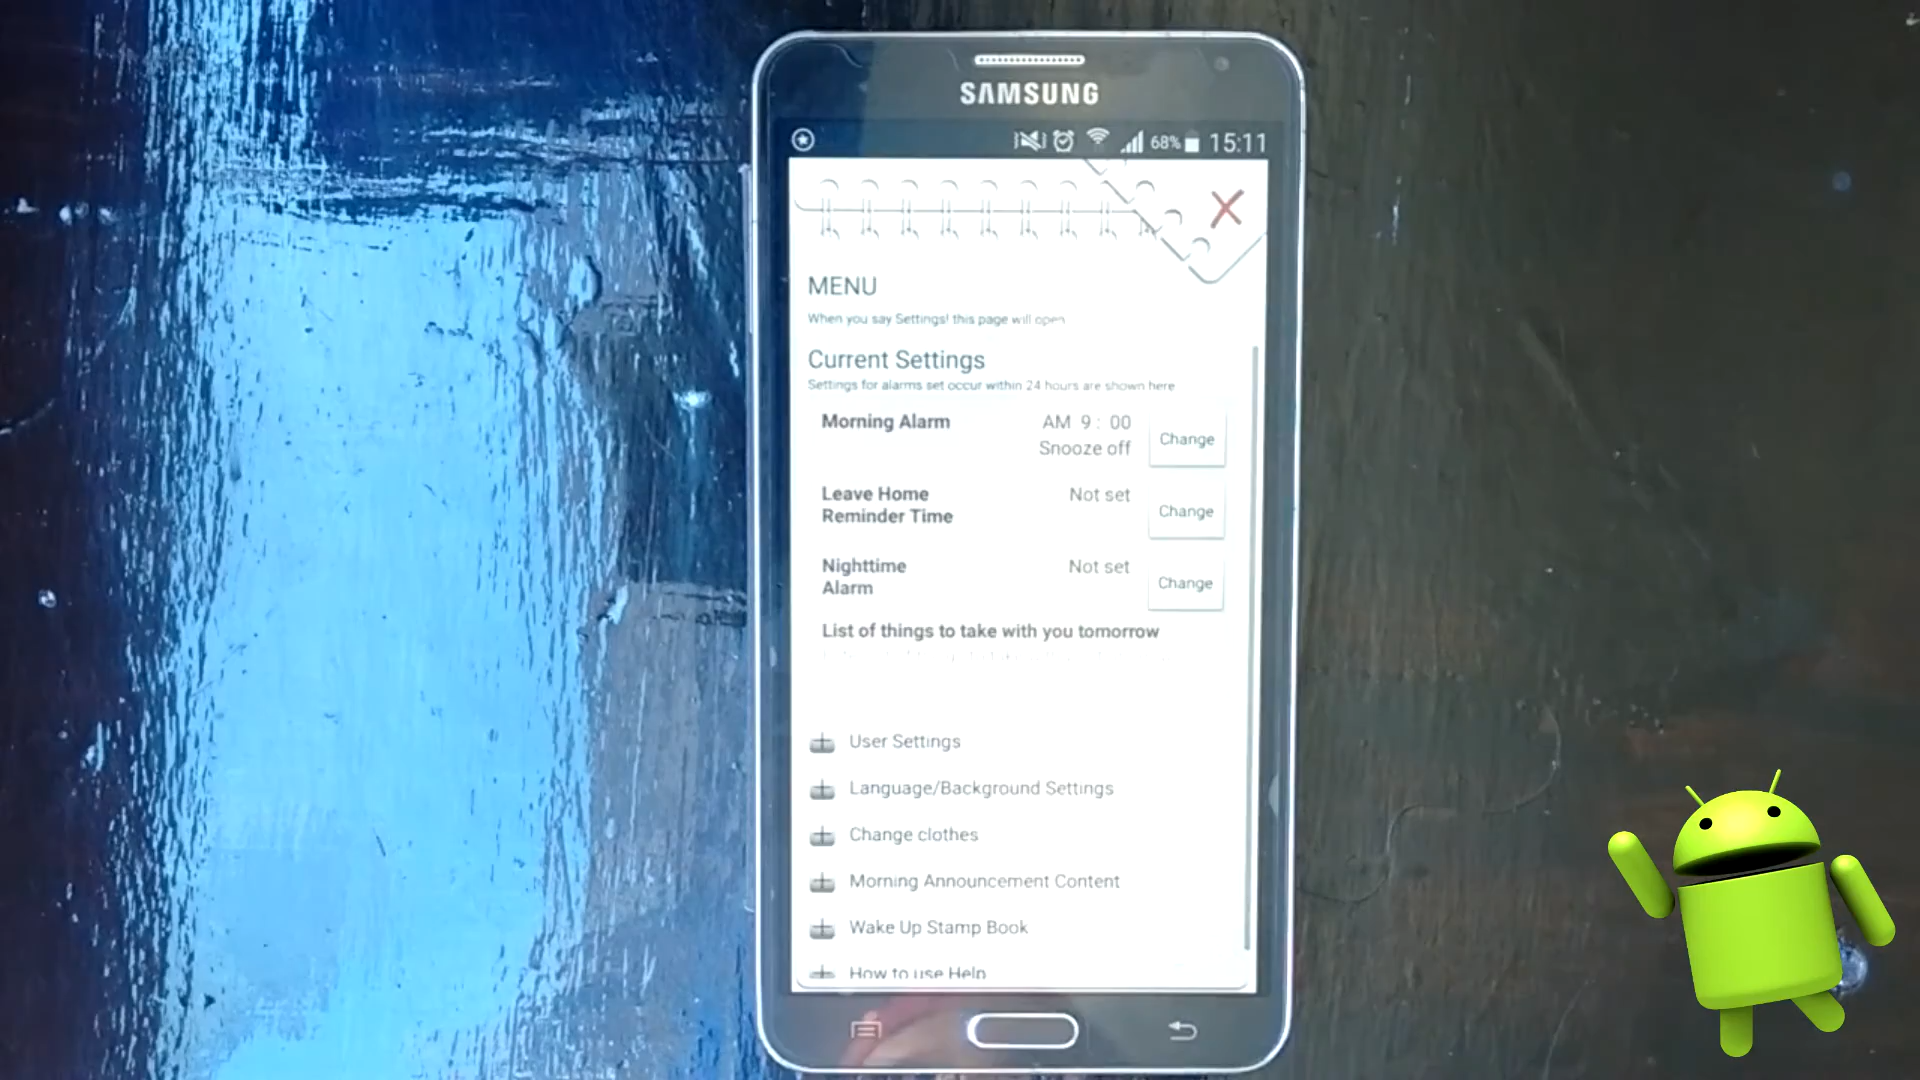 SAMSUNG
68% 15:11
MENU
When you say Settings! this page will open
Current Settings
Settings for alarms set occur within 24 hours are shown here
Morning Alarm AM 9 : 00
Snooze off
Change
Leave Home Not set
Reminder Time
Change
Nighttime Not set
Alarm
Change
List of things to take with you tomorrow
User Settings
Language/Background Settings
Change clothes
Morning Announcement Content
Wake Up Stamp Book
How to use Help